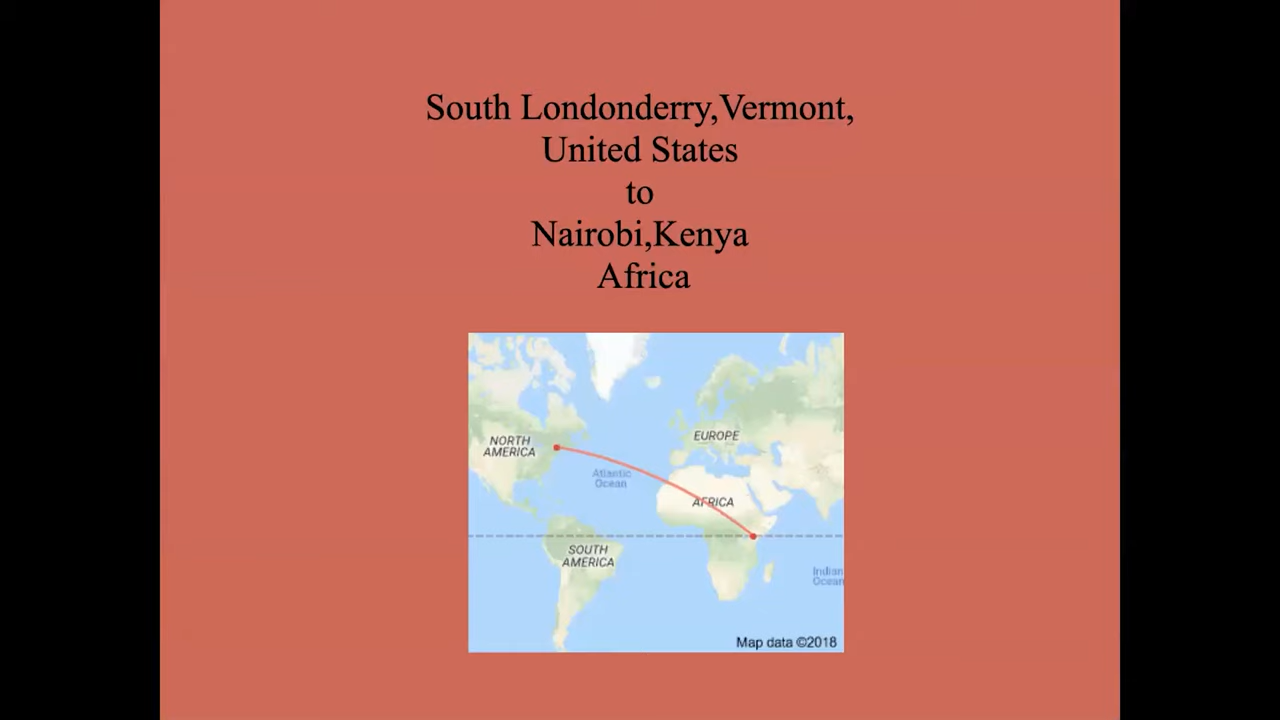 South Londonderry,Vermont,
United States
to
Nairobi,Kenya
Africa
NORTH
AMERICA
EUROPE
Atlantic
Ocean
AFRICA
SOUTH
AMERICA
Indian
Ocean
Map data ©2018